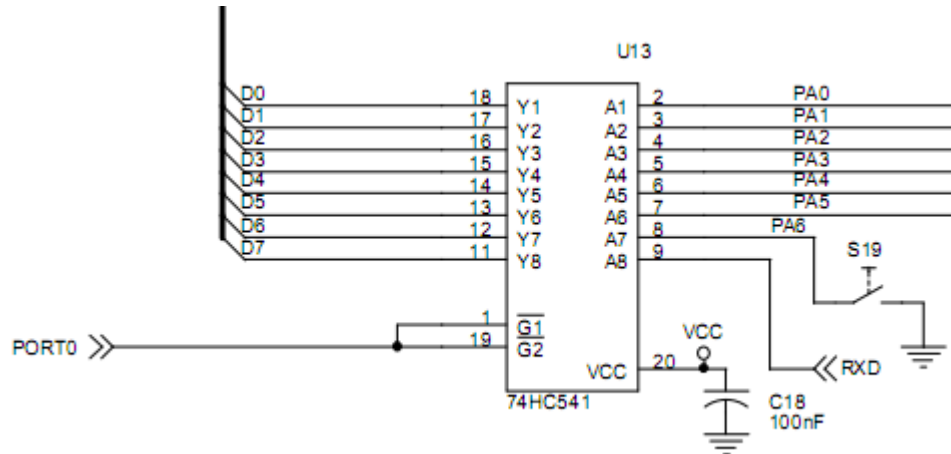 U13
D0 18 Y1 A1 2 PA0
D1 17 Y2 A2 3 PA1
D2 16 Y3 A3 4 PA2
D3 15 Y4 A4 5 PA3
D4 14 Y5 A5 6 PA4
D5 13 Y6 A6 7 PA5
D6 12 Y7 A7 8 PA6
D7 11 Y8 A8 9 S19
1 G1
PORT0 19 G2 VCC
VCC 20 RXD
74HC541 C18
100nF